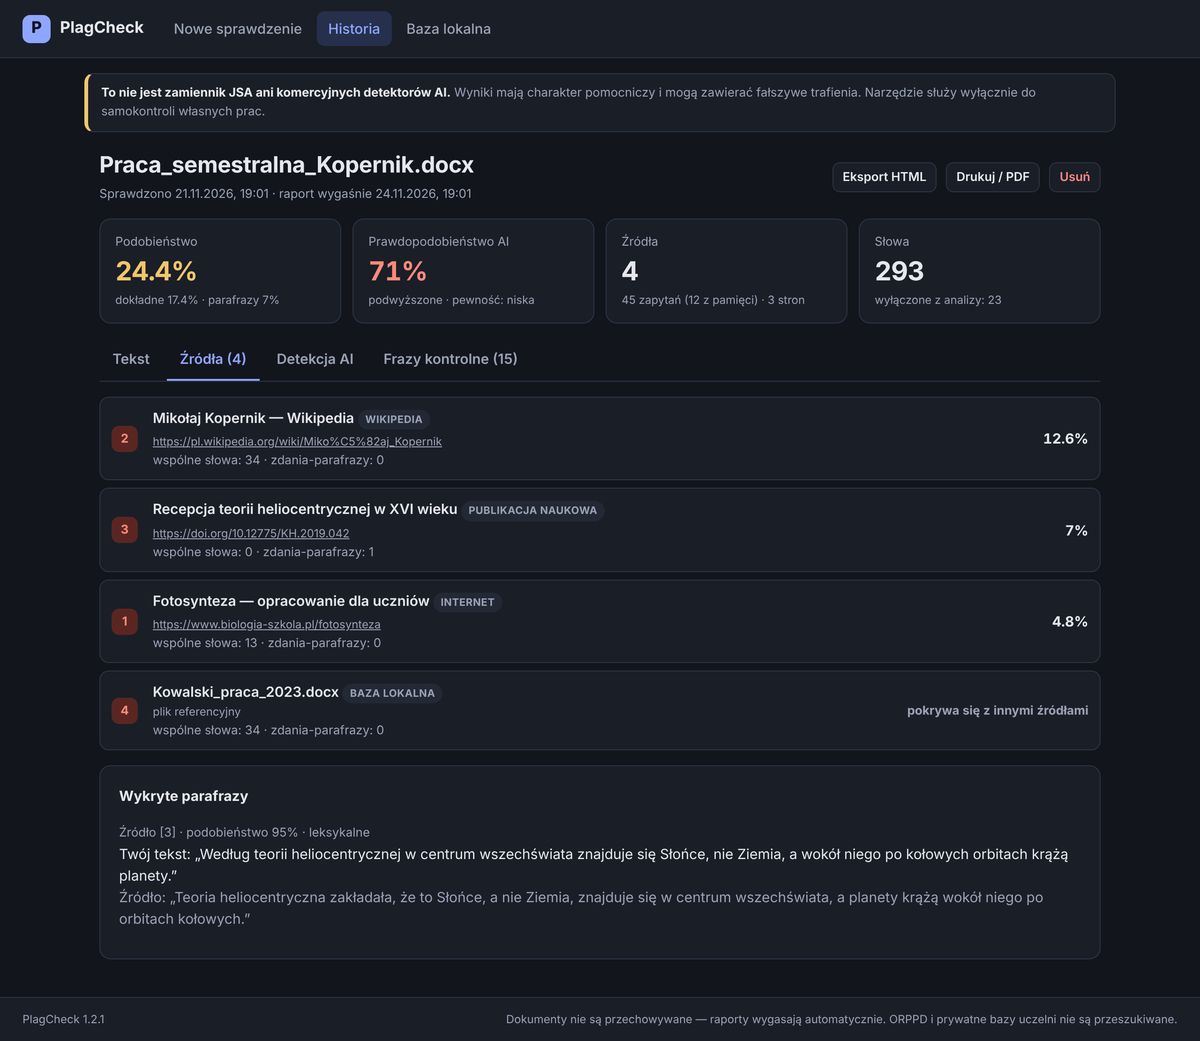 P PlagCheck Nowe sprawdzenie Historia Baza lokalna
To nie jest zamiennik JSA ani komercyjnych detektorów AI. Wyniki mają charakter pomocniczy i mogą zawierać fałszywe trafienia. Narzędzie służy wyłącznie do
samokontroli własnych prac.
Praca_semestralna_Kopernik.docx
Sprawdzono 21.11.2026, 19:01 · raport wygaśnie 24.11.2026, 19:01
Eksport HTML Drukuj / PDF Usuń
Podobieństwo
24.4%
dokładne 17.4% · parafrazy 7%
Prawdopodobieństwo AI
71%
podwyższone · pewność: niska
Źródła
4
45 zapytań (12 z pamięci) · 3 stron
Słowa
293
wyłączone z analizy: 23
Tekst Źródła (4) Detekcja AI Frazy kontrolne (15)
2
Mikołaj Kopernik — Wikipedia WIKIPEDIA
https://pl.wikipedia.org/wiki/Miko%C5%82aj_Kopernik
wspólne słowa: 34 · zdania-parafrazy: 0
12.6%
3
Recepcja teorii heliocentrycznej w XVI wieku PUBLIKACJA NAUKOWA
https://doi.org/10.12775/KH.2019.042
wspólne słowa: 0 · zdania-parafrazy: 1
7%
1
Fotosynteza — opracowanie dla uczniów INTERNET
https://www.biologia-szkola.pl/fotosynteza
wspólne słowa: 13 · zdania-parafrazy: 0
4.8%
4
Kowalski_praca_2023.docx BAZA LOKALNA
plik referencyjny
wspólne słowa: 34 · zdania-parafrazy: 0
pokrywa się z innymi źródłami
Wykryte parafrazy
Źródło [3] · podobieństwo 95% · leksykalne
Twój tekst: „Według teorii heliocentrycznej w centrum wszechświata znajduje się Słońce, nie Ziemia, a wokół niego po kołowych orbitach krążą
planety.”
Źródło: „Teoria heliocentryczna zakładała, że to Słońce, a nie Ziemia, znajduje się w centrum wszechświata, a planety krążą wokół niego po
orbitach kołowych.”
PlagCheck 1.2.1
Dokumenty nie są przechowywane — raporty wygasają automatycznie. ORPPD i prywatne bazy uczelni nie są przeszukiwane.